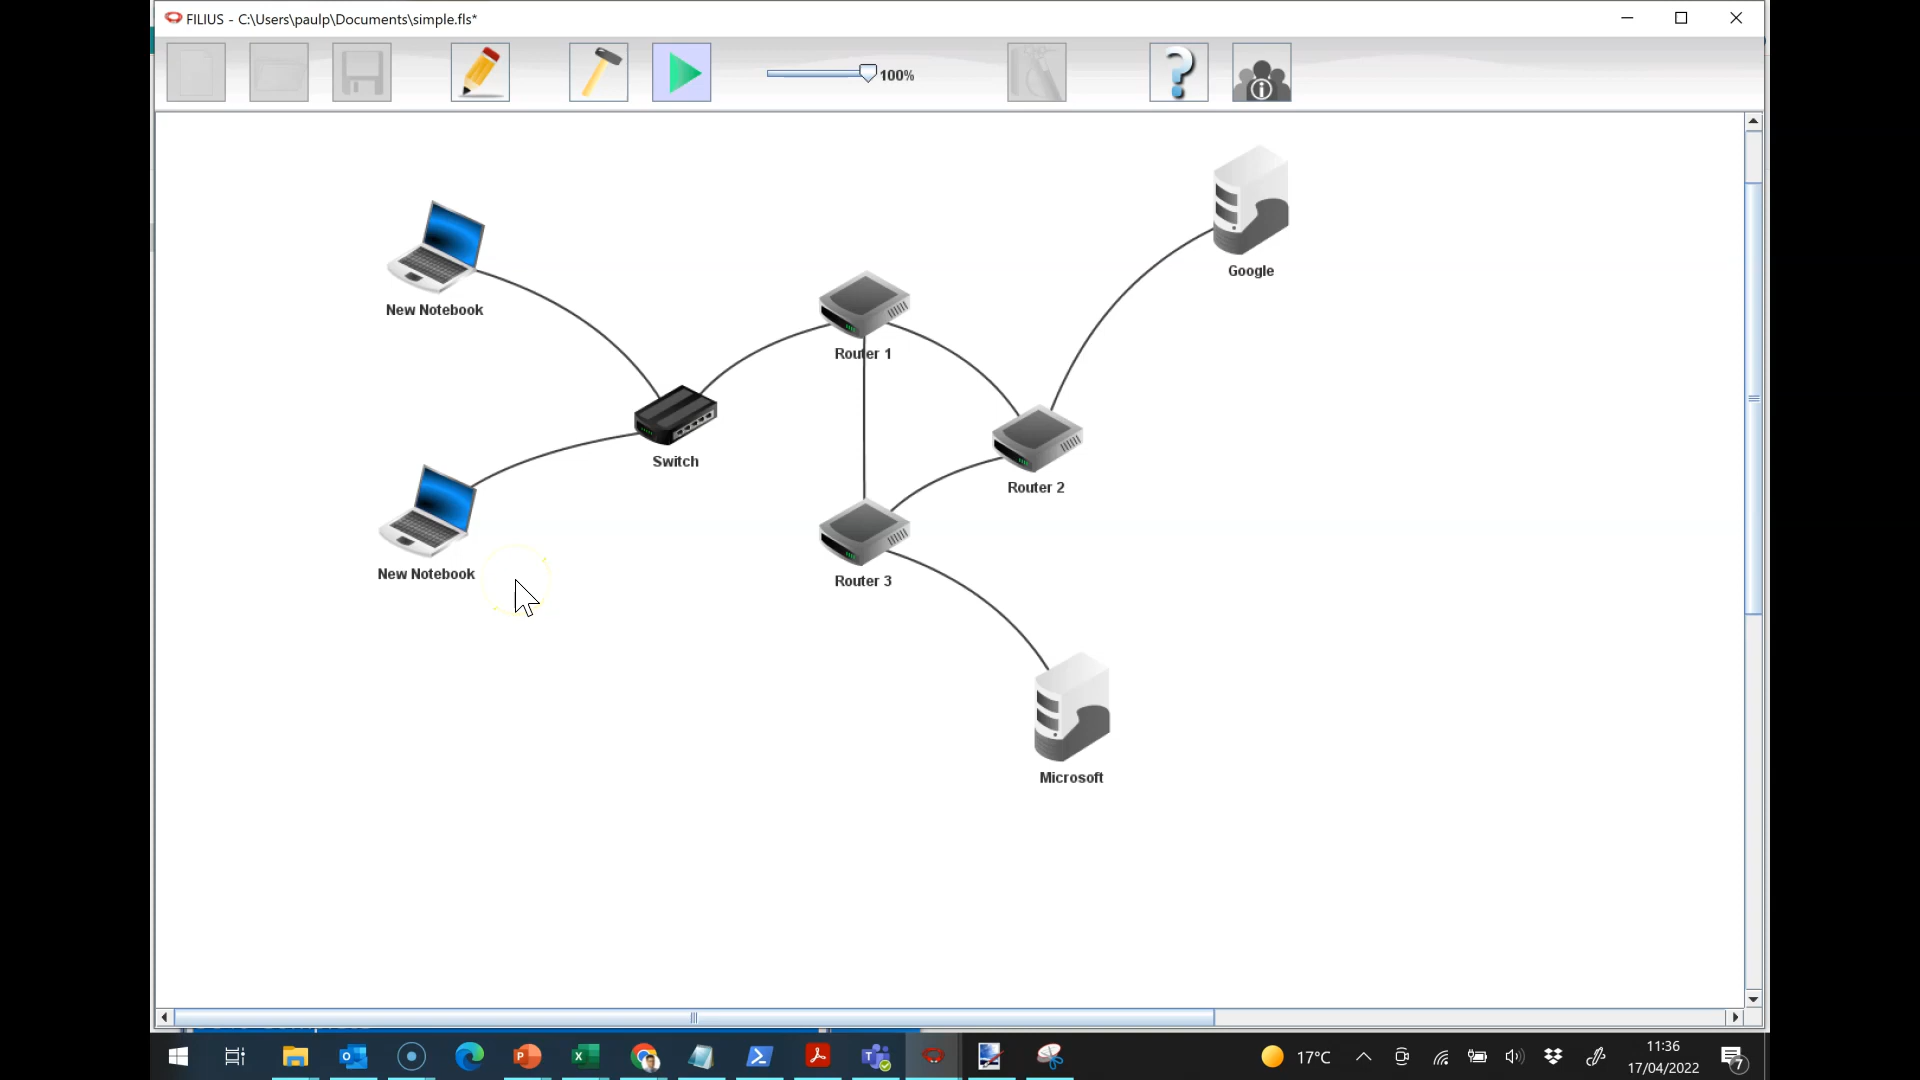 FILIUS - C:\Users\paulp\Documents\simple.fls*
100%
Google
New Notebook
Router 1
Switch
Router 2
New Notebook
Router 3
Microsoft
17°C
11:36
17/04/2022
7